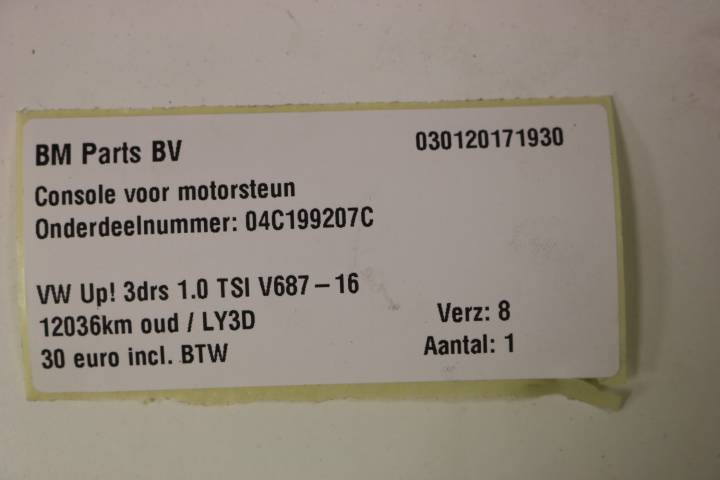 BM Parts BV 030120171930
Console voor motorsteun
Onderdeelnummer: 04C199207C
VW Up! 3drs 1.0 TSI V687-16
12036km oud / LY3D Verz: 8
30 euro incl. BTW Aantal: 1